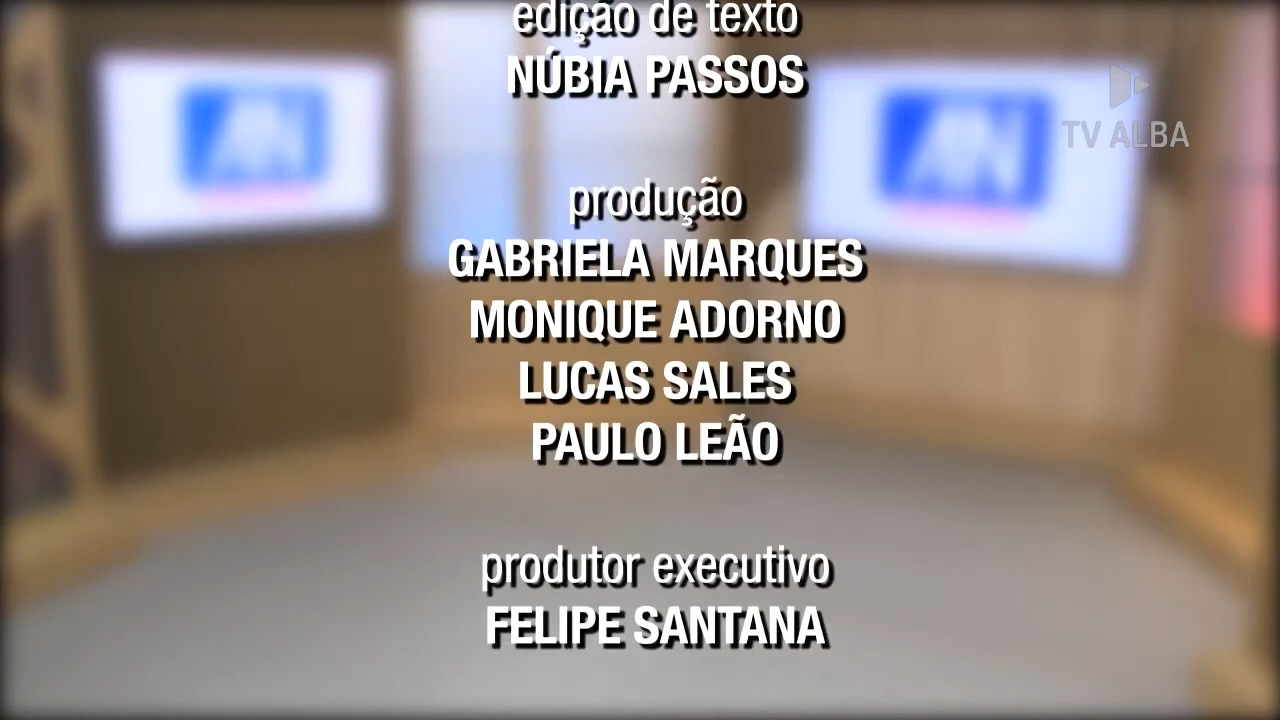 edição de texto
NÚBIA PASSOS
TV ALBA
produção
GABRIELA MARQUES
MONIQUE ADORNO
LUCAS SALES
PAULO LEÃO
produtor executivo
FELIPE SANTANA